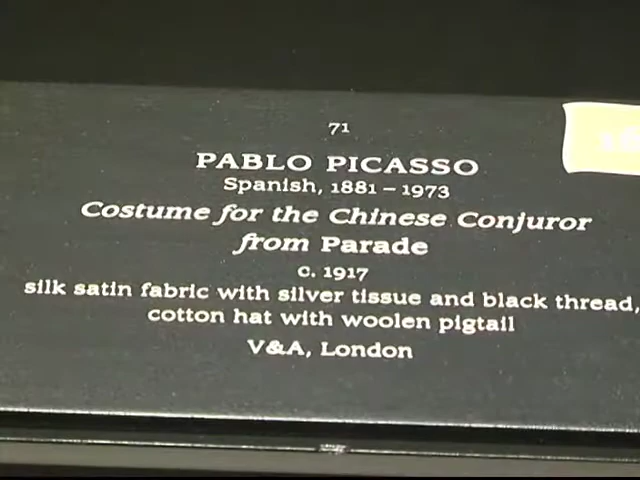 71
PABLO PICASSO
Spanish, 1881 – 1973
Costume for the Chinese Conjuror
from Parade
c. 1917
silk satin fabric with silver tissue and black thread,
cotton hat with woolen pigtail
V&A, London